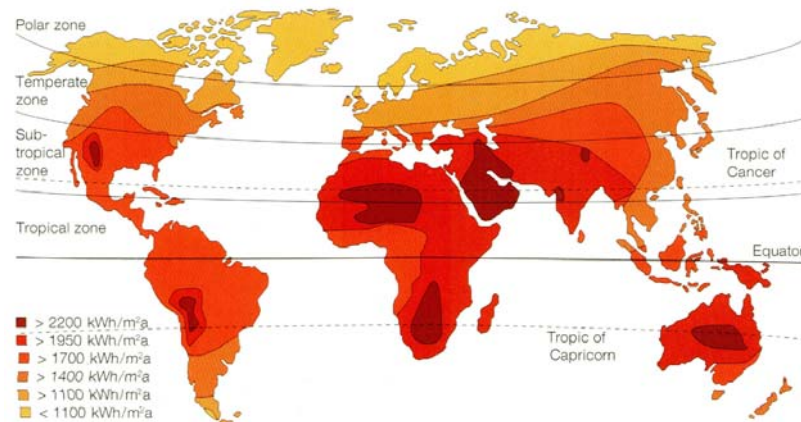 Polar zone
Temperate
zone
Sub-
tropical
zone
Tropic of
Cancer
Tropical zone
Equator
Tropic of
Capricorn
> 2200 kWh/m²a
> 1950 kWh/m²a
> 1700 kWh/m²a
> 1400 kWh/m²a
> 1100 kWh/m²a
< 1100 kWh/m²a